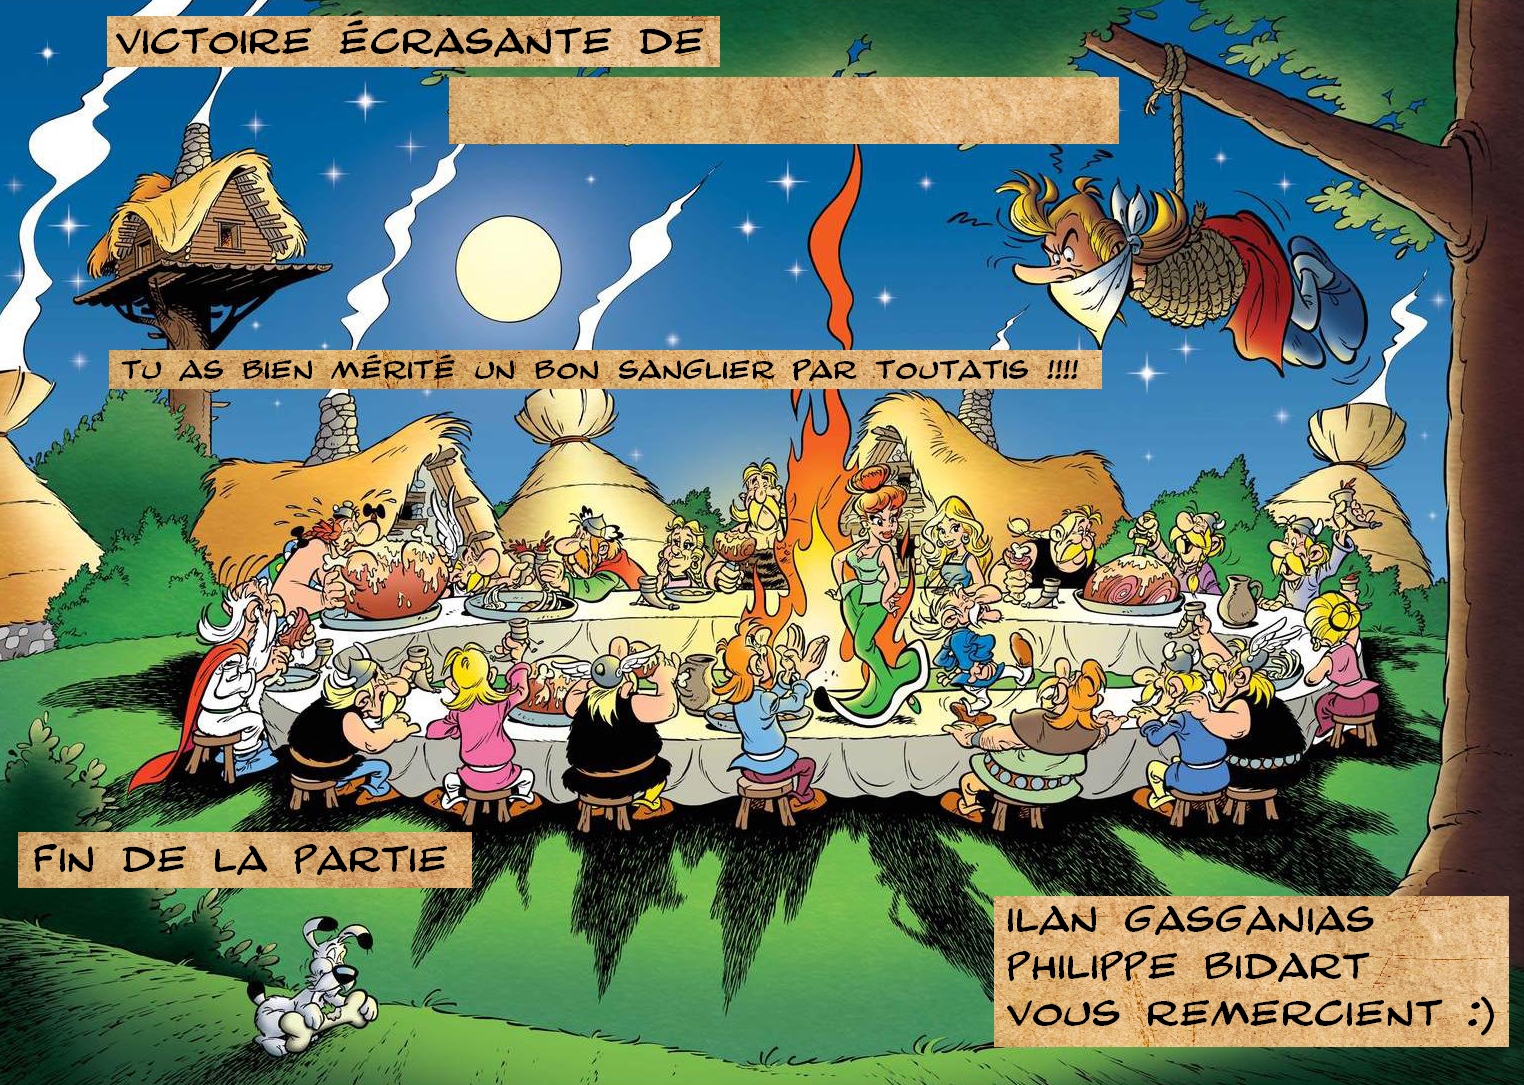 VICTOIRE ÉCRASANTE DE
TU AS BIEN MÉRITÉ UN BON SANGLIER PAR TOUTATIS !!!!
FIN DE LA PARTIE
ILAN GASGANIAS
PHILIPPE BIDART
VOUS REMERCIENT :)